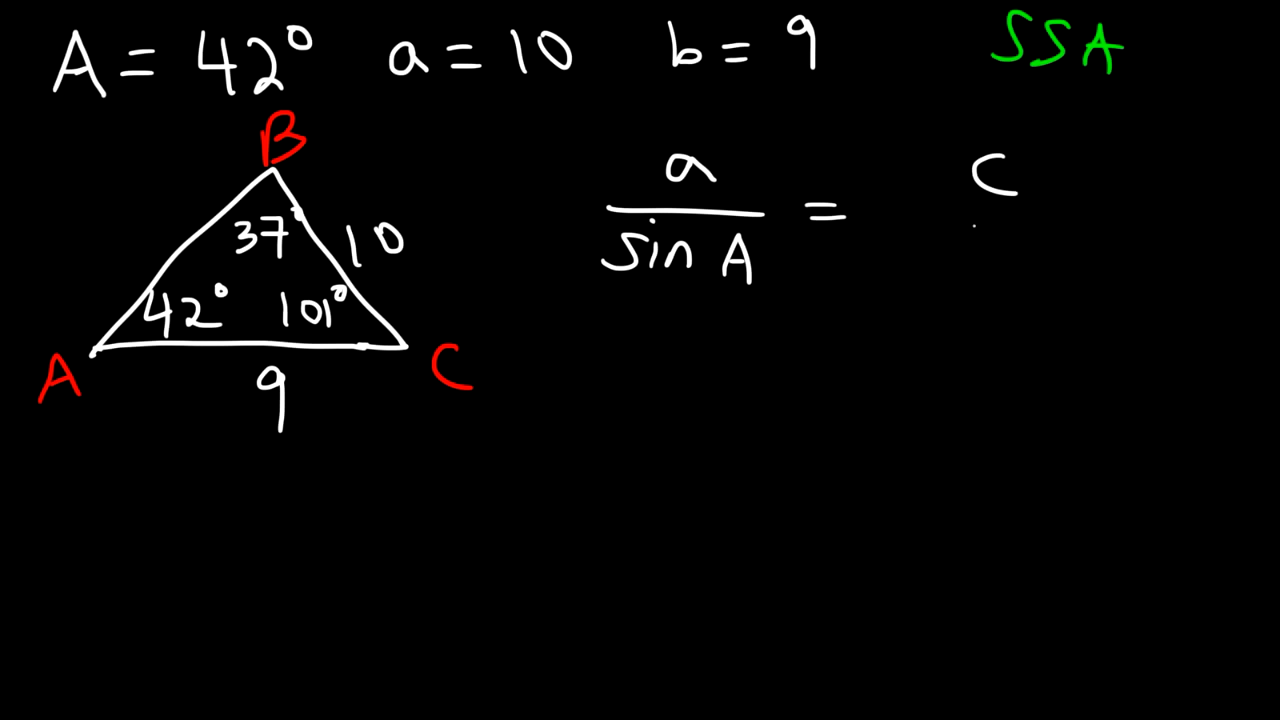 A = 42° a = 10 b = 9 SSA
B
a
c
=
sin A
37° 10
42° 101°
A C
9